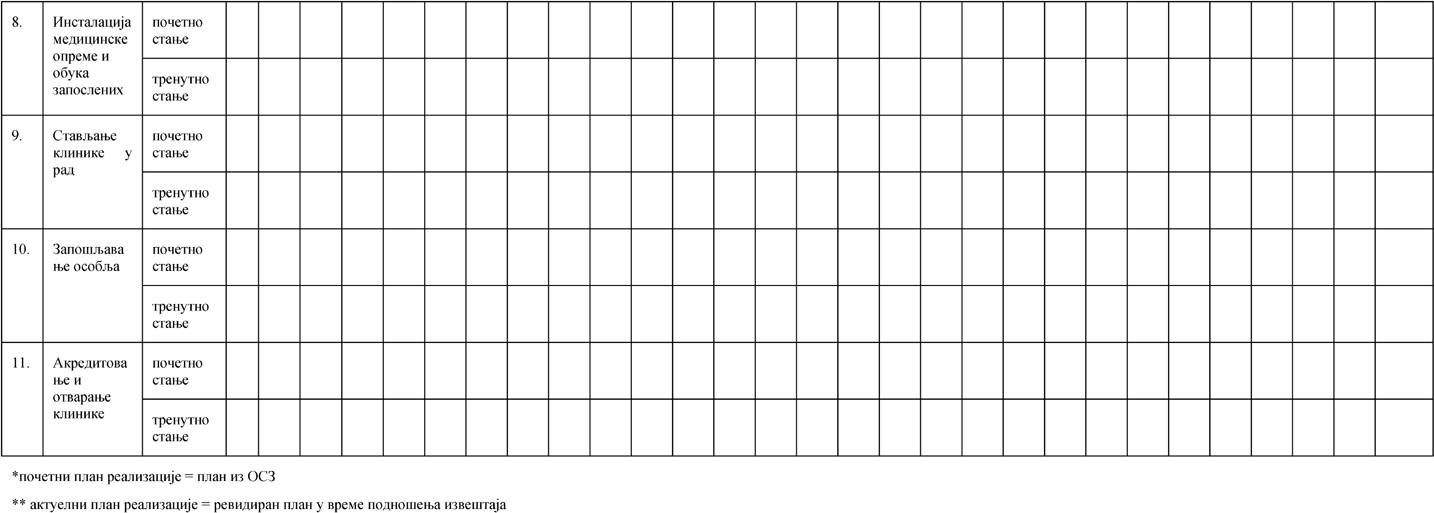 8.
Инсталација
медицинске
опреме и
обука
запослених
почетно
стање
тренутно
стање
9.
Стављање
клинике у
рад
почетно
стање
тренутно
стање
10.
Запошљава
ње особља
почетно
стање
тренутно
стање
11.
Акредитова
ње и
отварање
клинике
почетно
стање
тренутно
стање
*почетни план реализације = план из ОСЗ
** актуелни план реализације = ревидиран план у време подношења извештаја